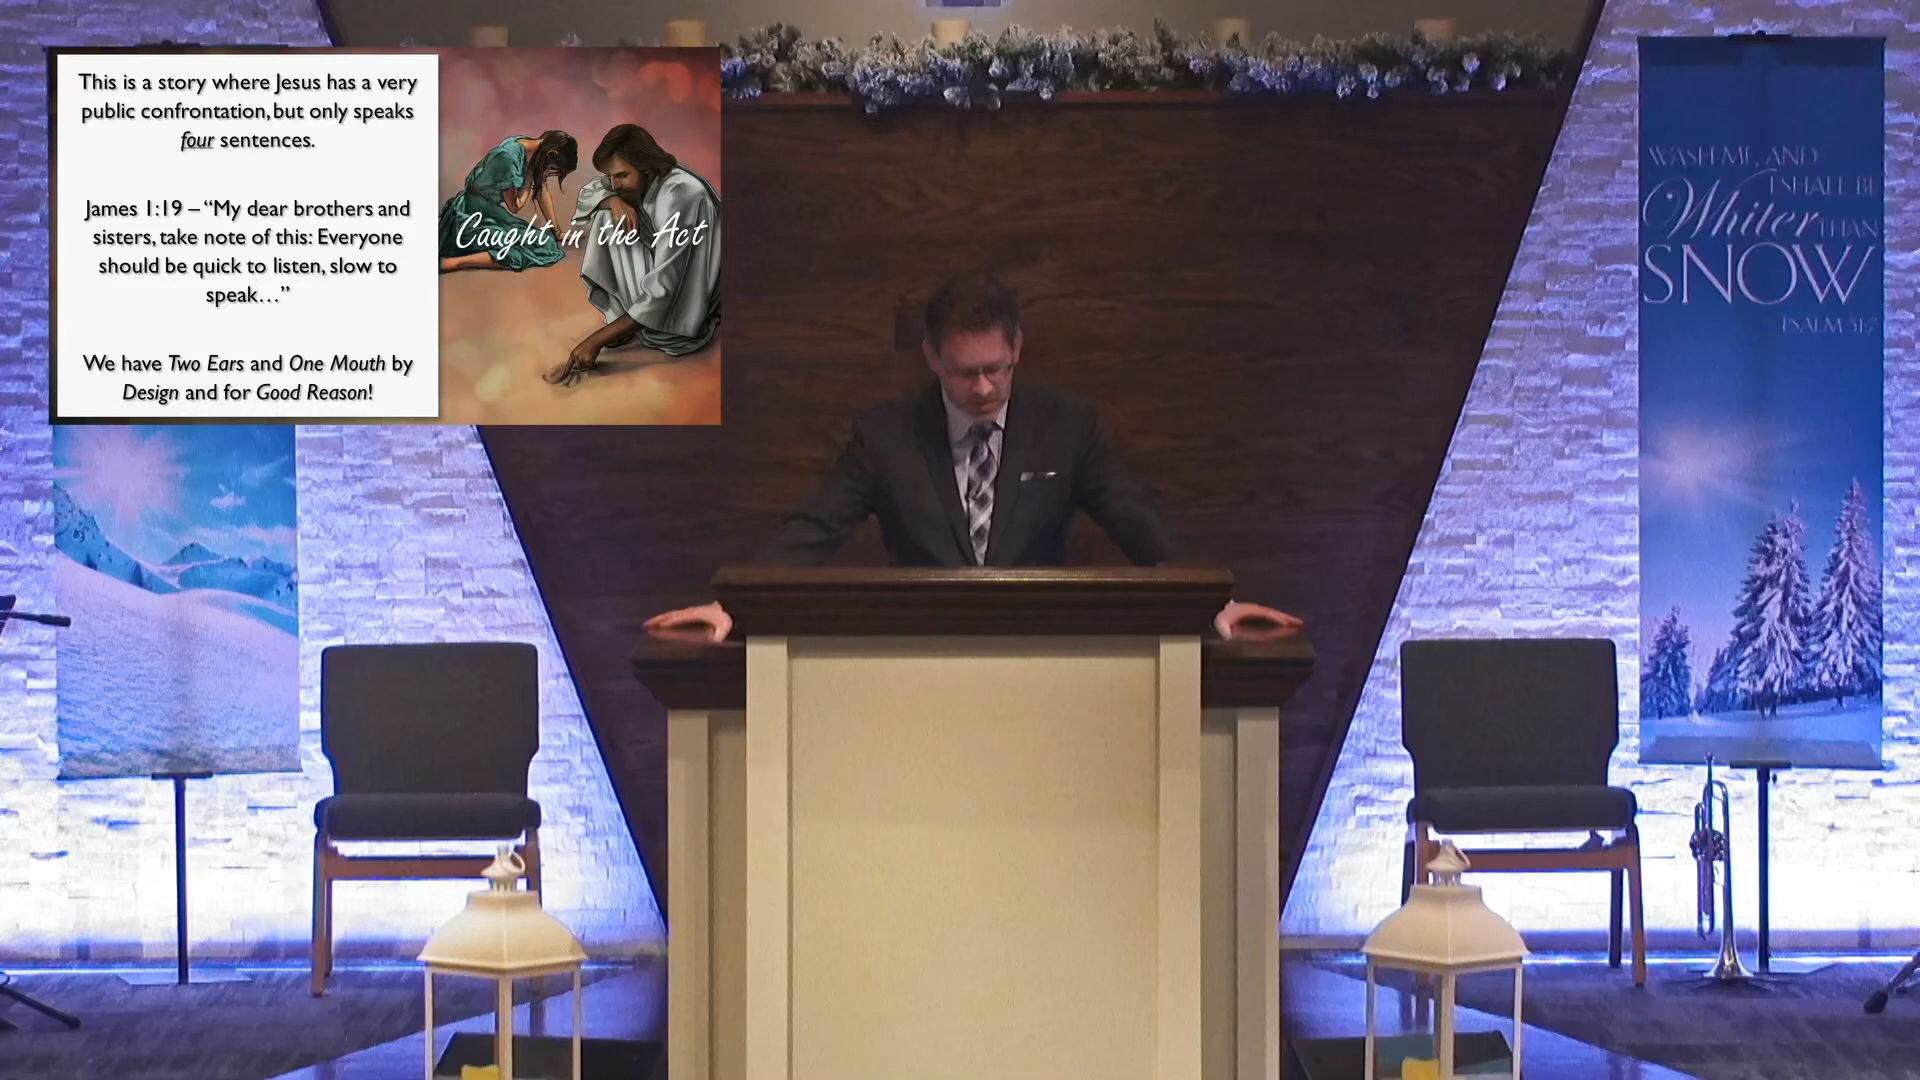 This is a story where Jesus has a very
public confrontation, but only speaks
four sentences.
James 1:19 – “My dear brothers and
sisters, take note of this: Everyone
should be quick to listen, slow to
speak…”
We have Two Ears and One Mouth by
Design and for Good Reason!
Caught in the Act
WASH ME, AND
I SHALL BE
Whiter THAN
SNOW
PSALM 51:7